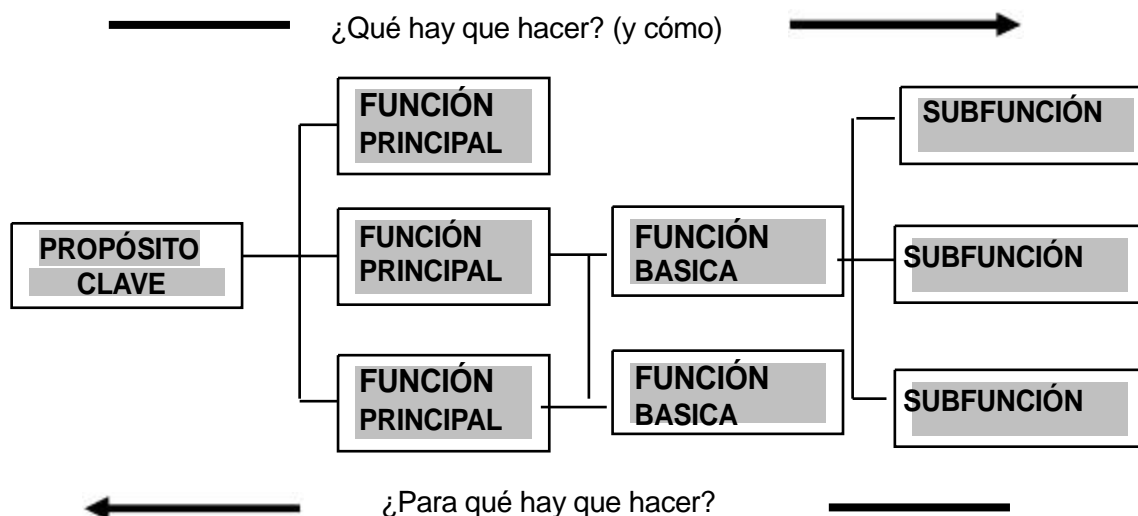 ¿Qué hay que hacer? (y cómo)
FUNCIÓN
PRINCIPAL
SUBFUNCIÓN
PROPÓSITO
CLAVE
FUNCIÓN
PRINCIPAL
FUNCIÓN
BASICA
SUBFUNCIÓN
FUNCIÓN
PRINCIPAL
FUNCIÓN
BASICA
SUBFUNCIÓN
¿Para qué hay que hacer?